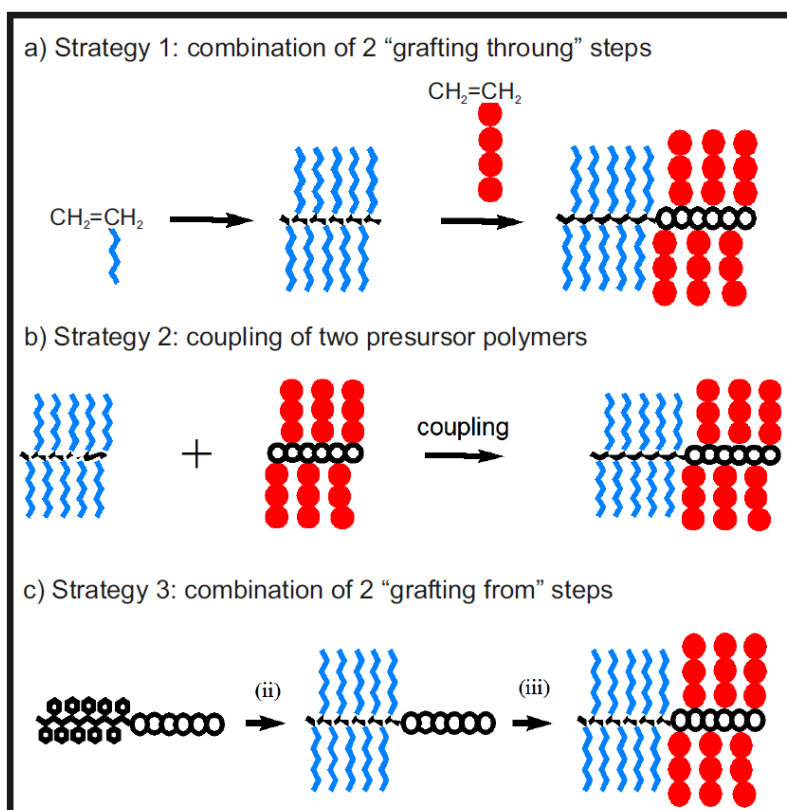 a) Strategy 1: combination of 2 “grafting throung” steps
CH₂=CH₂
CH₂=CH₂
b) Strategy 2: coupling of two presursor polymers
+
coupling
c) Strategy 3: combination of 2 “grafting from” steps
(ii)
(iii)